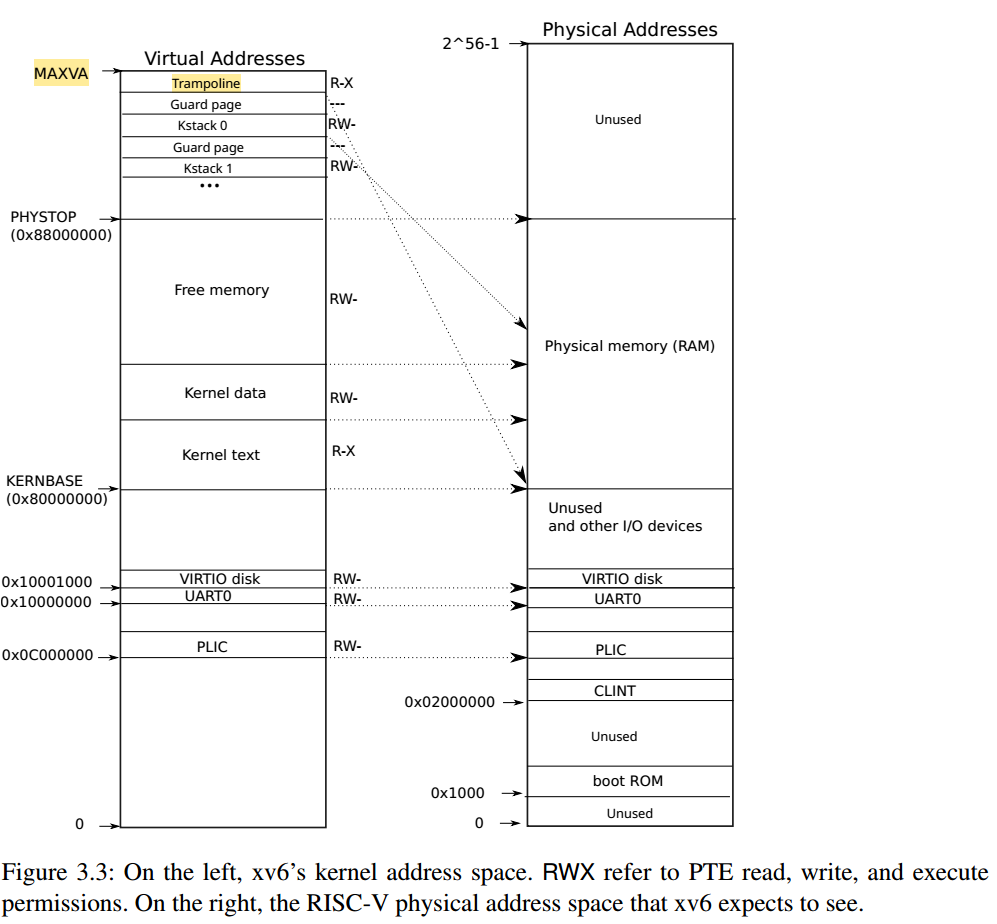 Physical Addresses
2^56-1
Virtual Addresses
MAXVA
Trampoline
R-X
Guard page
---
Unused
Kstack 0
RW-
Guard page
---
Kstack 1
RW-
...
PHYSTOP
(0x88000000)
Free memory
RW-
Physical memory (RAM)
Kernel data
RW-
Kernel text
R-X
KERNBASE
(0x80000000)
Unused
and other I/O devices
0x10001000
VIRTIO disk
RW-
VIRTIO disk
0x10000000
UART0
RW-
UART0
0x0C000000
PLIC
RW-
PLIC
CLINT
0x02000000
Unused
boot ROM
0x1000
Unused
0
0
Figure 3.3: On the left, xv6’s kernel address space. RWX refer to PTE read, write, and execute
permissions. On the right, the RISC-V physical address space that xv6 expects to see.